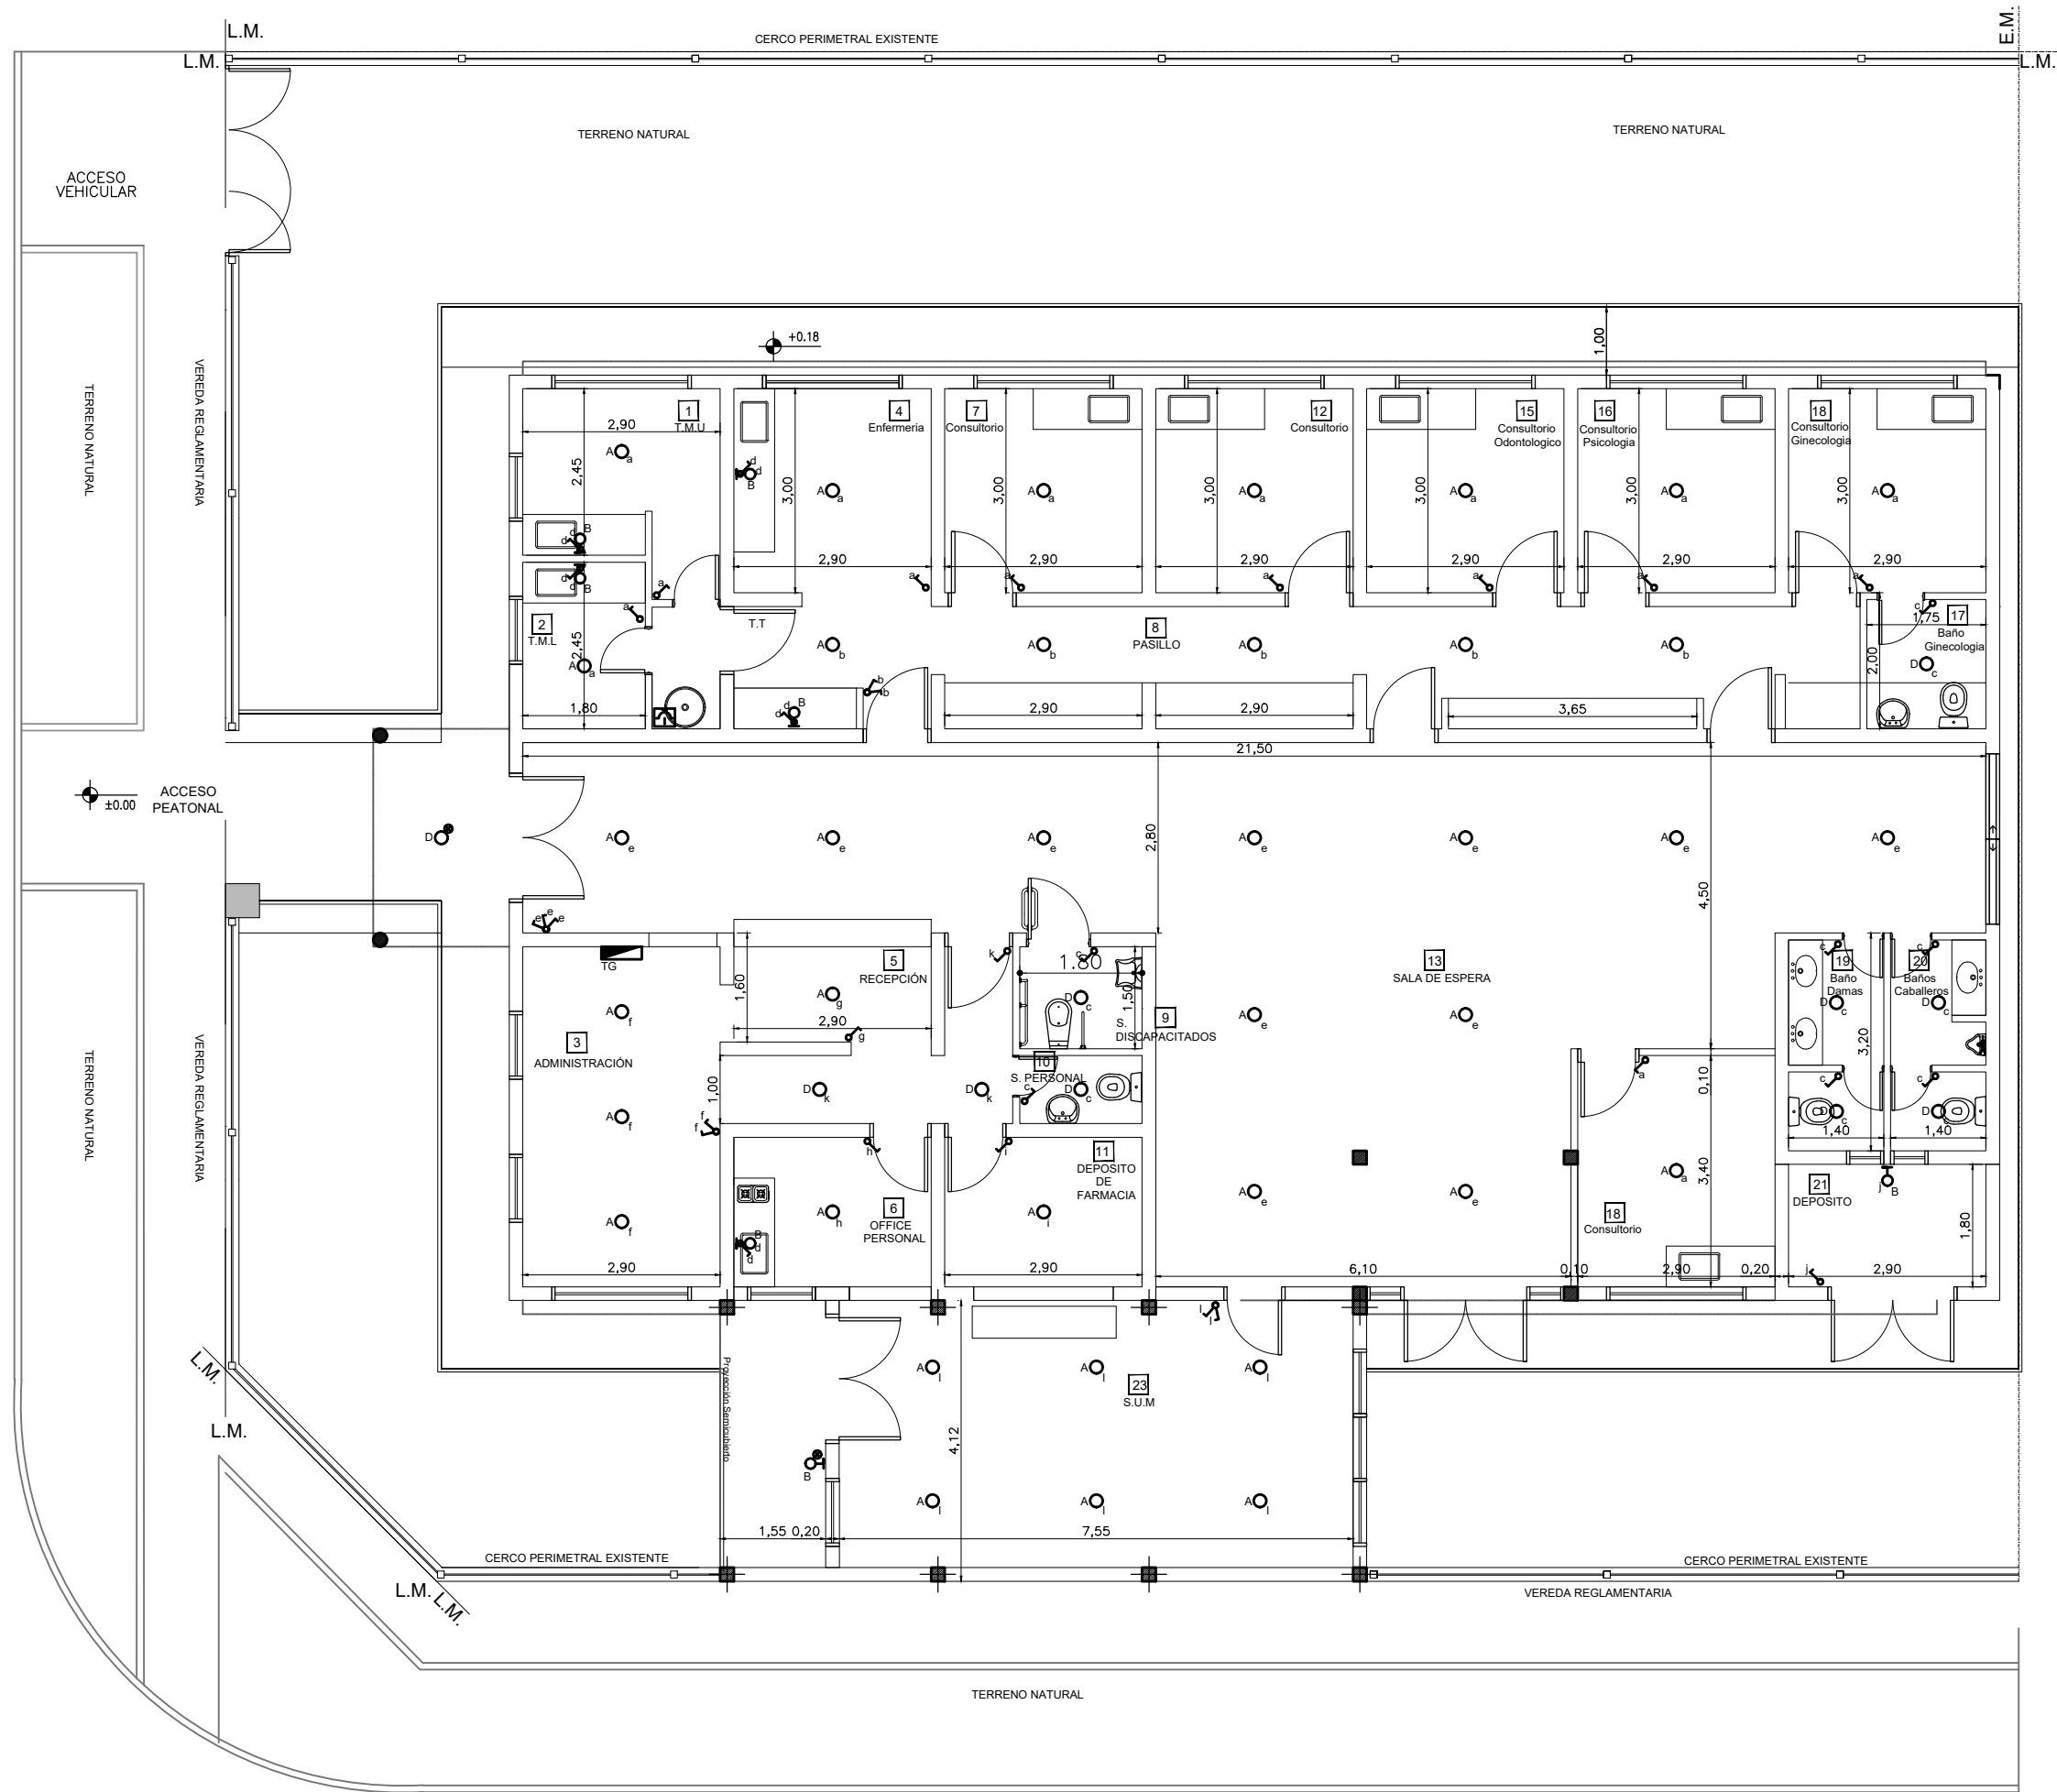 L.M.
E.M.
L.M.
CERCO PERIMETRAL EXISTENTE
L.M.
TERRENO NATURAL
TERRENO NATURAL
ACCESO
VEHICULAR
+0.18
1,00
TERRENO NATURAL
VEREDA REGLAMENTARIA
1
T.M.U
2,90
2,45
A a
d B
d
4
Enfermeria
3,00
2,90
A a
d
d
B
a
7
Consultorio
3,00
2,90
A a
a
12
Consultorio
3,00
2,90
A a
a
15
Consultorio
Odontologico
3,00
2,90
A a
a
16
Consultorio
Psicologia
3,00
2,90
A a
a
18
Consultorio
Ginecologia
3,00
2,90
A a
a
2
T.M.L
2,45
1,80
A a
d
d
B
a
a
T.T
8
PASILLO
A b
A b
A b
A b
A b
b
b
d B
d
2,90
2,90
3,65
17
Baño
Ginecologia
1,75
2,00
D c
c
21,50
±0.00
ACCESO
PEATONAL
D
A e
A e
A e
A e
A e
A e
A e
2,80
4,50
e
e
e
TG
5
RECEPCIÓN
1,60
2,90
A g
g
k
c
1.80
1,50
D c
9
S.
DISCAPACITADOS
13
SALA DE ESPERA
A e
A e
A e
A e
19
Baño
Damas
c
D c
20
Baños
Caballeros
c
D c
3,20
c
c
D c
D c
1,40
1,40
3
ADMINISTRACIÓN
A f
A f
A f
f
f
2,90
1,00
D k
D k
10
S. PERSONAL
c
D c
h
i
6
OFFICE
PERSONAL
A h
B
d
d
11
DEPOSITO
DE
FARMACIA
A i
2,90
a
0,10
3,40
A a
18
Consultorio
21
DEPOSITO
j
B
1,80
j
6,10
0,10
2,90
0,20
2,90
TERRENO NATURAL
VEREDA REGLAMENTARIA
l
l
Proyección Semicubierto
23
S.U.M
A l
A l
A l
A l
A l
A l
B
4,12
1,55
0,20
7,55
L.M.
L.M.
CERCO PERIMETRAL EXISTENTE
CERCO PERIMETRAL EXISTENTE
L.M.
L.M.
VEREDA REGLAMENTARIA
TERRENO NATURAL